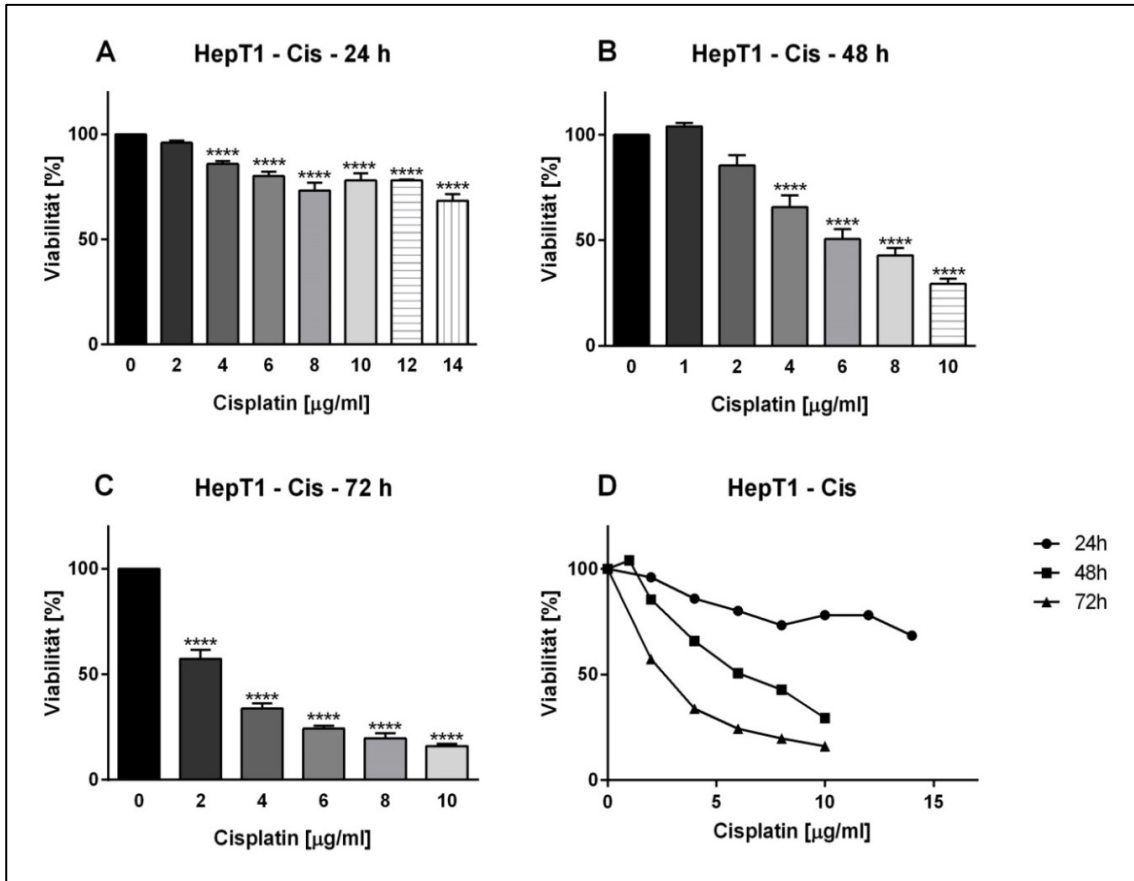 A HepT1 - Cis - 24 h
Viabilität [%]
100
50
0
**** **** **** **** **** ****
0 2 4 6 8 10 12 14
Cisplatin [μg/ml]
B HepT1 - Cis - 48 h
Viabilität [%]
100
50
0
**** **** **** ****
0 1 2 4 6 8 10
Cisplatin [μg/ml]
C HepT1 - Cis - 72 h
Viabilität [%]
100
50
0
**** **** **** **** ****
0 2 4 6 8 10
Cisplatin [μg/ml]
D HepT1 - Cis
Viabilität [%]
100
50
0
0 5 10 15
Cisplatin [μg/ml]
24h
48h
72h